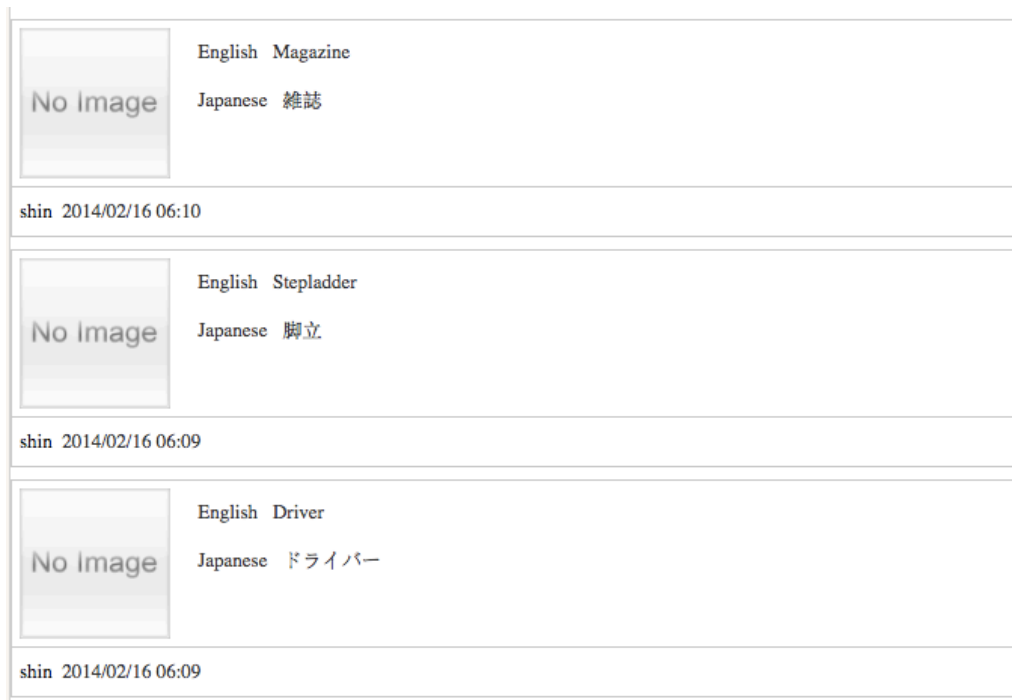 No Image
English Magazine
Japanese 雑誌
shin 2014/02/16 06:10
No Image
English Stepladder
Japanese 脚立
shin 2014/02/16 06:09
No Image
English Driver
Japanese ドライバー
shin 2014/02/16 06:09